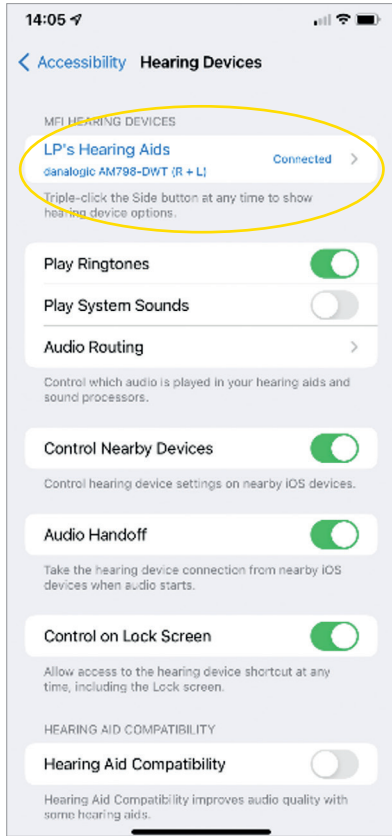 14:05
Accessibility Hearing Devices
MFI HEARING DEVICES
LP's Hearing Aids
Connected
danalogic AM798-DWT (R + L)
Triple-click the Side button at any time to show
hearing device options.
Play Ringtones
Play System Sounds
Audio Routing
Control which audio is played in your hearing aids and
sound processors.
Control Nearby Devices
Control hearing device settings on nearby iOS devices.
Audio Handoff
Take the hearing device connection from nearby iOS
devices when audio starts.
Control on Lock Screen
Allow access to the hearing device shortcut at any
time, including the Lock screen.
HEARING AID COMPATIBILITY
Hearing Aid Compatibility
Hearing Aid Compatibility improves audio quality with
some hearing aids.